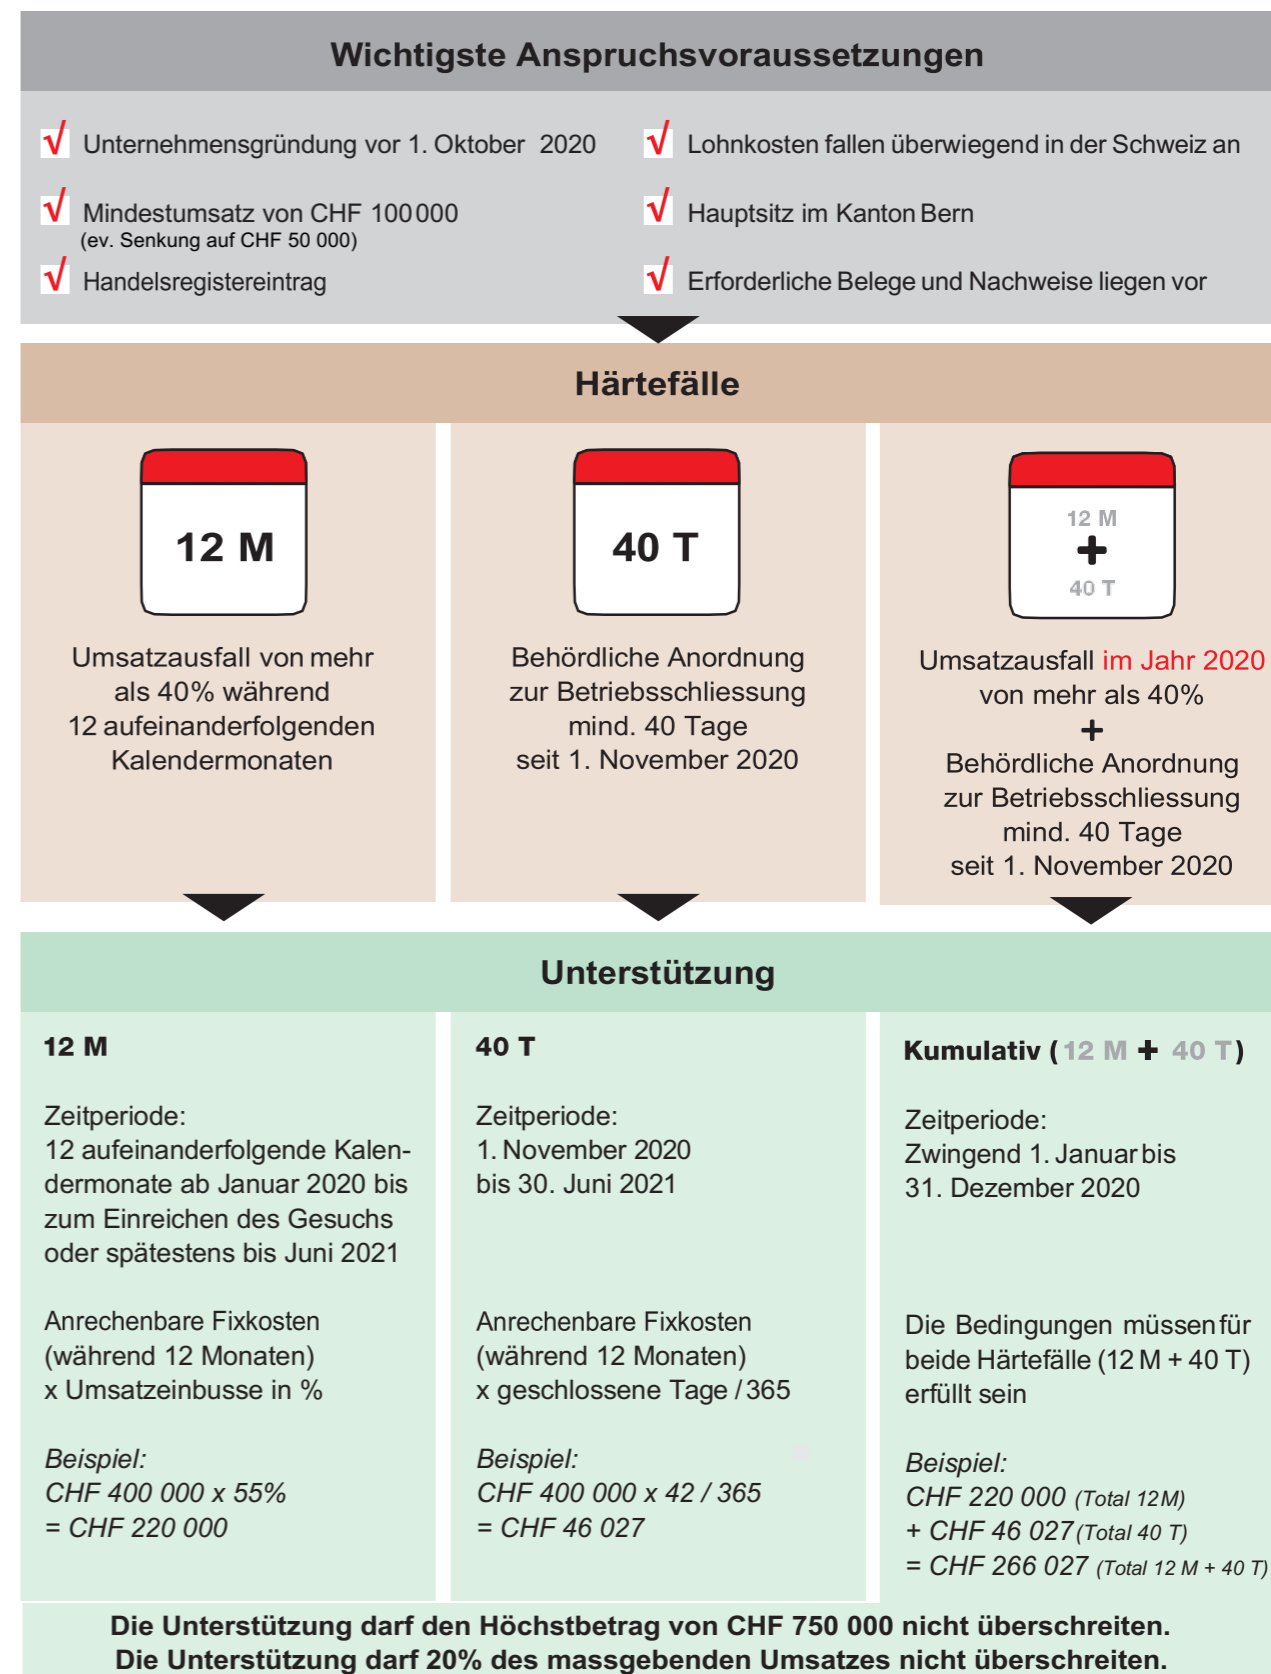 Wichtigste Anspruchsvoraussetzungen
√ Unternehmensgründung vor 1. Oktober 2020
√ Mindestumsatz von CHF 100 000
(ev. Senkung auf CHF 50 000)
√ Handelsregistereintrag
√ Lohnkosten fallen überwiegend in der Schweiz an
√ Hauptsitz im Kanton Bern
√ Erforderliche Belege und Nachweise liegen vor
Härtefälle
12 M
Umsatzausfall von mehr
als 40% während
12 aufeinanderfolgenden
Kalendermonaten
40 T
Behördliche Anordnung
zur Betriebsschliessung
mind. 40 Tage
seit 1. November 2020
12 M
+
40 T
Umsatzausfall im Jahr 2020
von mehr als 40%
+
Behördliche Anordnung
zur Betriebsschliessung
mind. 40 Tage
seit 1. November 2020
Unterstützung
12 M
Zeitperiode:
12 aufeinanderfolgende Kalen-
dermonate ab Januar 2020 bis
zum Einreichen des Gesuchs
oder spätestens bis Juni 2021
Anrechenbare Fixkosten
(während 12 Monaten)
x Umsatzeinbusse in %
Beispiel:
CHF 400 000 x 55%
= CHF 220 000
40 T
Zeitperiode:
1. November 2020
bis 30. Juni 2021
Anrechenbare Fixkosten
(während 12 Monaten)
x geschlossene Tage / 365
Beispiel:
CHF 400 000 x 42 / 365
= CHF 46 027
Kumulativ (12 M + 40 T)
Zeitperiode:
Zwingend 1. Januar bis
31. Dezember 2020
Die Bedingungen müssen für
beide Härtefälle (12 M + 40 T)
erfüllt sein
Beispiel:
CHF 220 000 (Total 12M)
+ CHF 46 027 (Total 40 T)
= CHF 266 027 (Total 12 M + 40 T)
Die Unterstützung darf den Höchstbetrag von CHF 750 000 nicht überschreiten.
Die Unterstützung darf 20% des massgebenden Umsatzes nicht überschreiten.